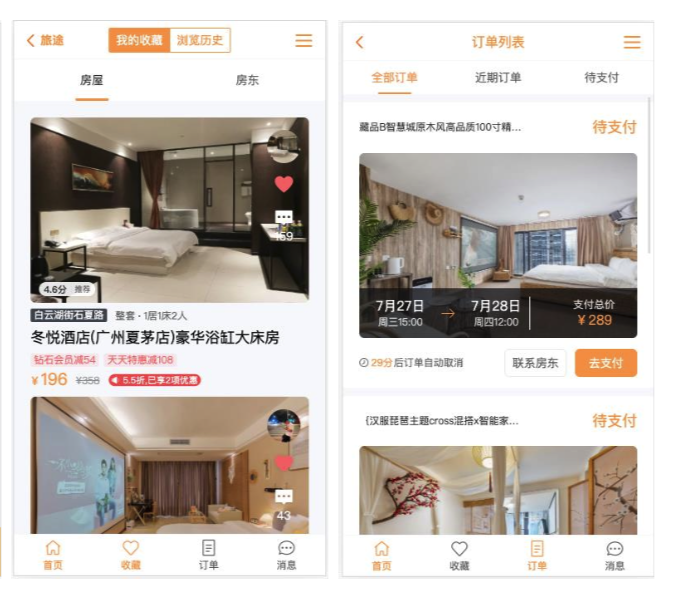 旅途
我的收藏 浏览历史
房屋 房东
159
4.6分 推荐
白云湖街石夏路 整套·1居1床2人
冬悦酒店(广州夏茅店)豪华浴缸大床房
钻石会员减54 天天特惠减108
¥196 ¥358 5.5折,已享2项优惠
43
首页 收藏 订单 消息
订单列表
全部订单 近期订单 待支付
藏品B智慧城原木风高品质100寸精... 待支付
7月27日 → 7月28日 支付总价
周三15:00 周四12:00 ¥289
29分后订单自动取消 联系房东 去支付
{汉服琵琶主题cross混搭x智能家... 待支付
首页 收藏 订单 消息